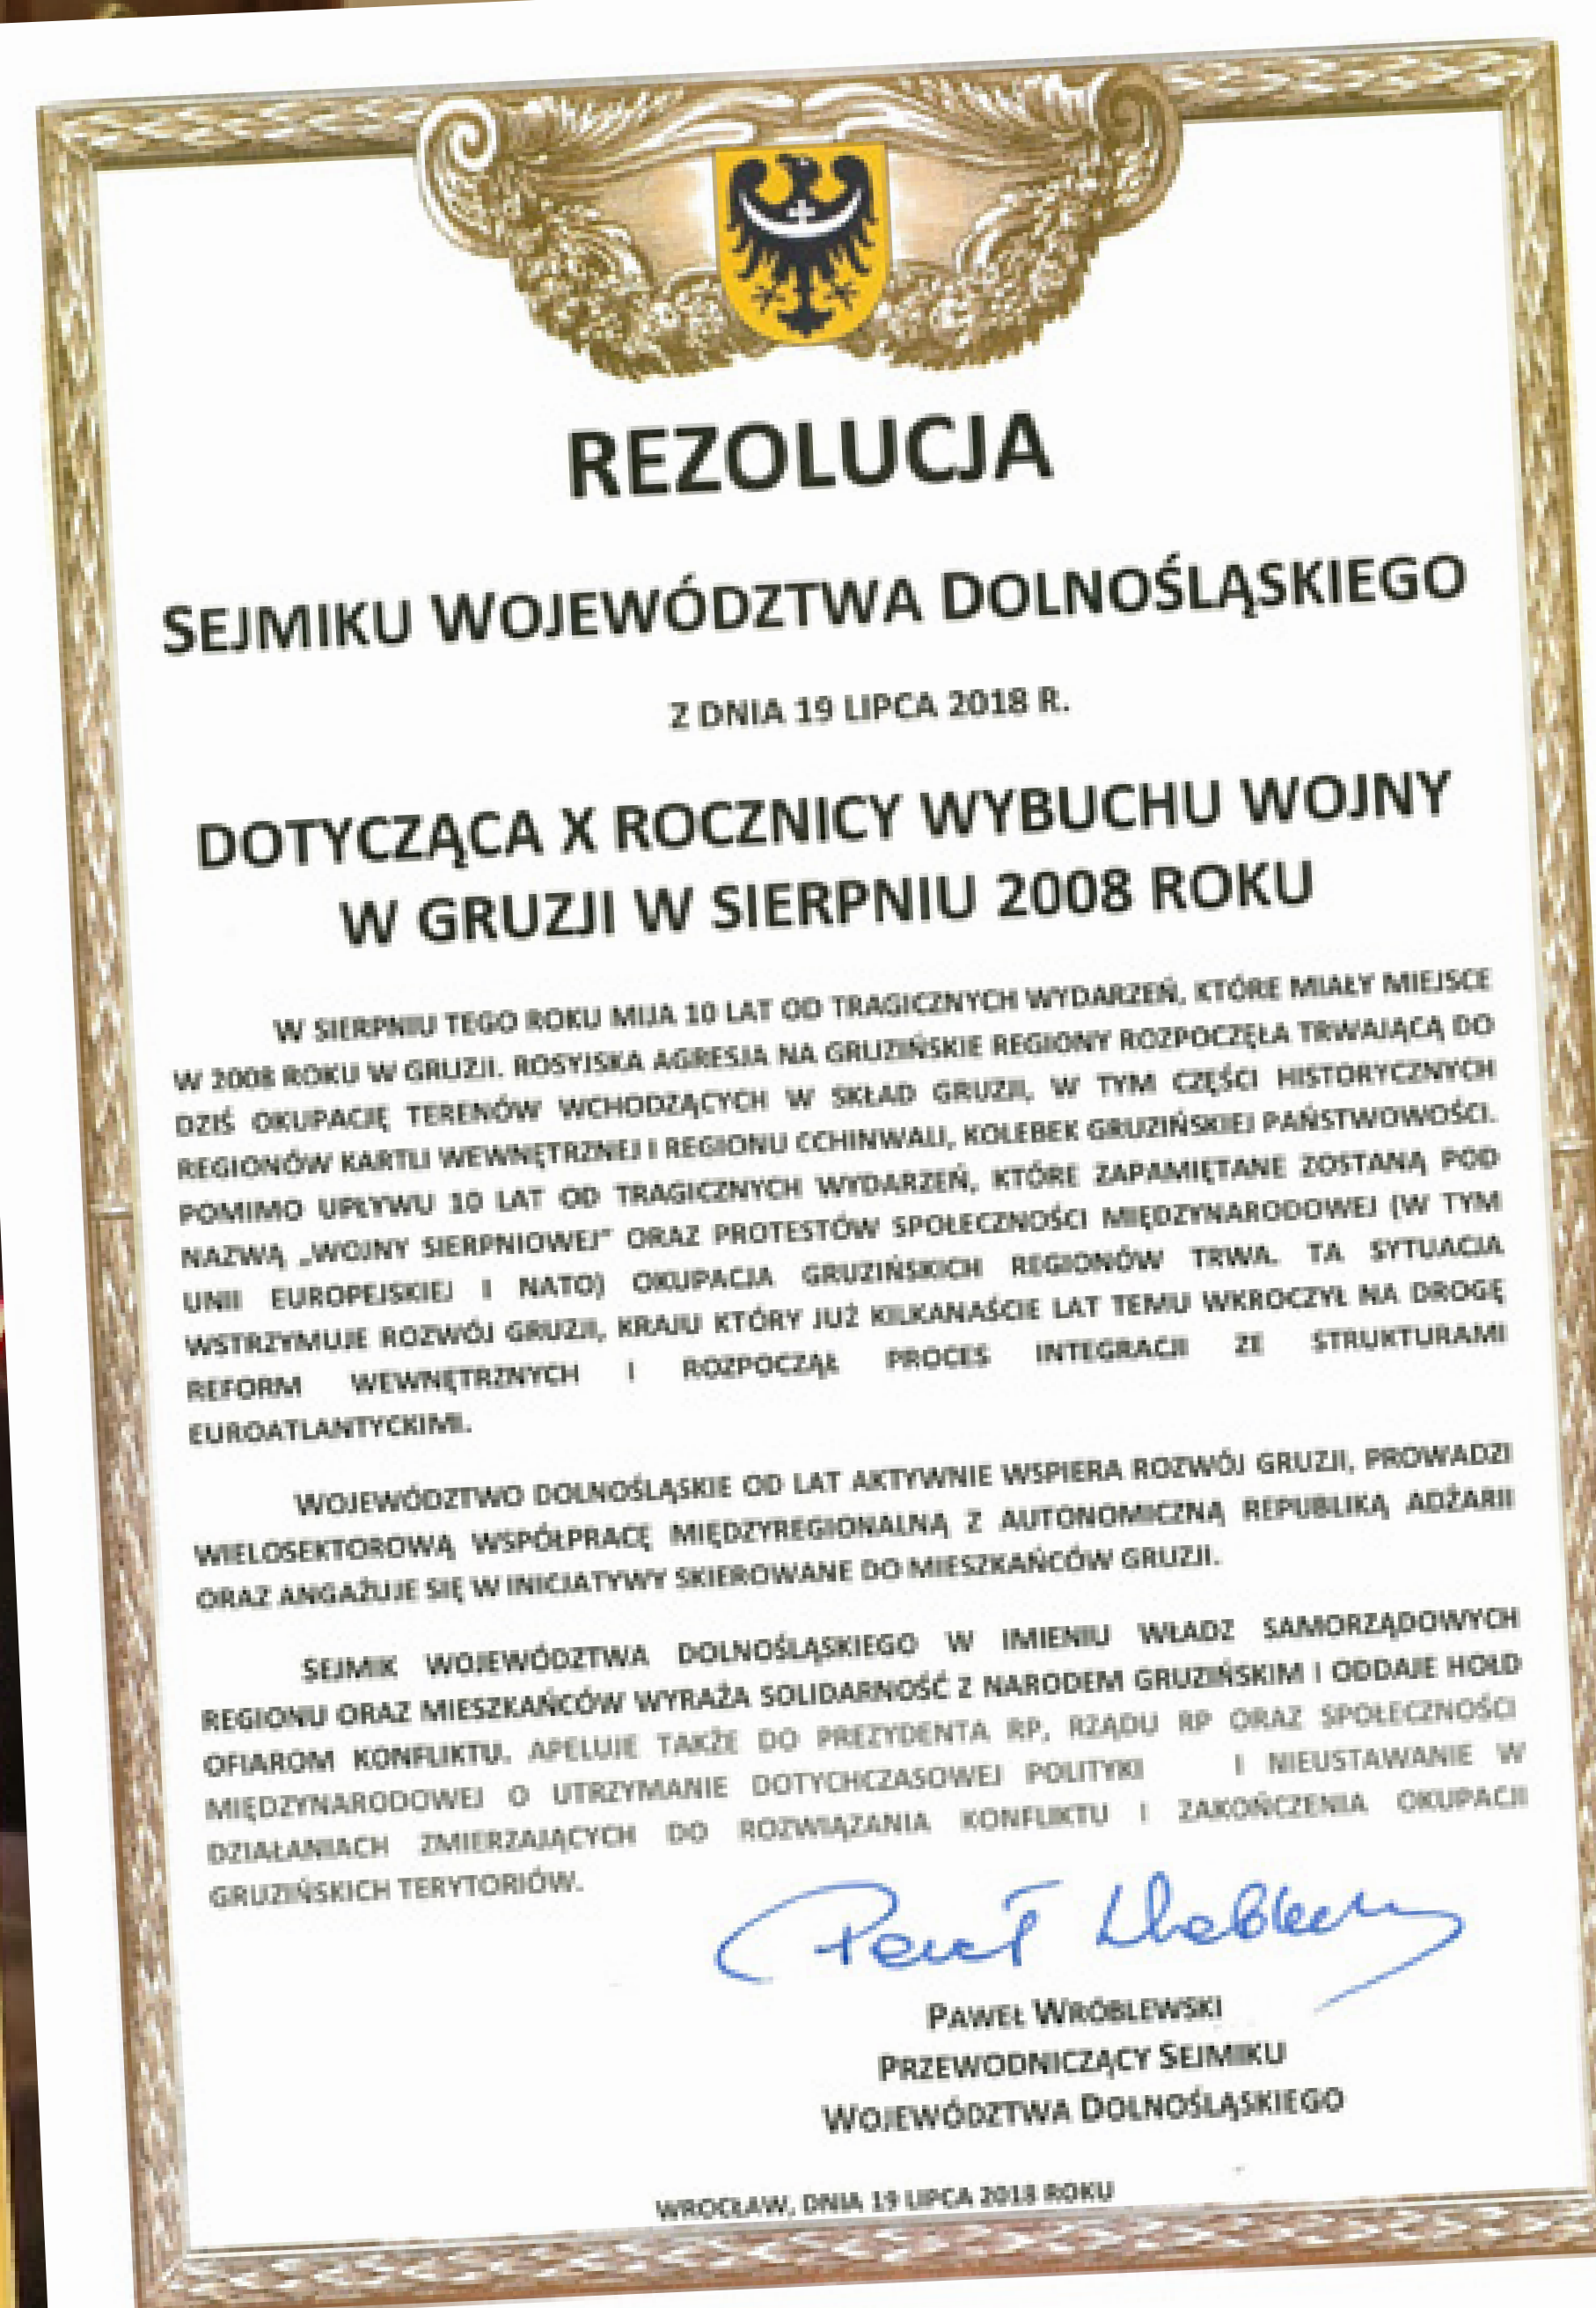 REZOLUCJA
SEJMIKU WOJEWÓDZTWA DOLNOŚLĄSKIEGO
Z DNIA 19 LIPCA 2018 R.
DOTYCZĄCA X ROCZNICY WYBUCHU WOJNY
W GRUZJI W SIERPNIU 2008 ROKU
W SIERPNIU TEGO ROKU MIJA 10 LAT OD TRAGICZNYCH WYDARZEŃ, KTÓRE MIAŁY MIEJSCE
W 2008 ROKU W GRUZJI. ROSYJSKA AGRESJA NA GRUZIŃSKIE REGIONY ROZPOCZĘŁA TRWAJĄCĄ DO
DZIŚ OKUPACJĘ TERENÓW WCHODZĄCYCH W SKŁAD GRUZJI, W TYM CZĘŚCI HISTORYCZNYCH
REGIONÓW KARTLI WEWNĘTRZNEJ I REGIONU CCHINWALI, KOLEBEK GRUZIŃSKIEJ PAŃSTWOWOŚCI.
POMIMO UPŁYWU 10 LAT OD TRAGICZNYCH WYDARZEŃ, KTÓRE ZAPAMIĘTANE ZOSTANĄ POD
NAZWĄ „WOJNY SIERPNIOWEJ" ORAZ PROTESTÓW SPOŁECZNOŚCI MIĘDZYNARODOWEJ (W TYM
UNII EUROPEJSKIEJ I NATO) OKUPACJA GRUZIŃSKICH REGIONÓW TRWA. TA SYTUACJA
WSTRZYMUJE ROZWÓJ GRUZJI, KRAJU KTÓRY JUŻ KILKANAŚCIE LAT TEMU WKROCZYŁ NA DROGĘ
REFORM WEWNĘTRZNYCH I ROZPOCZĄŁ PROCES INTEGRACJI ZE STRUKTURAMI
EUROATLANTYCKIMI.
WOJEWÓDZTWO DOLNOŚLĄSKIE OD LAT AKTYWNIE WSPIERA ROZWÓJ GRUZJI, PROWADZI
WIELOSEKTOROWĄ WSPÓŁPRACĘ MIĘDZYREGIONALNĄ Z AUTONOMICZNĄ REPUBLIKĄ ADŻARII
ORAZ ANGAŻUJE SIĘ W INICJATYWY SKIEROWANE DO MIESZKAŃCÓW GRUZJI.
SEJMIK WOJEWÓDZTWA DOLNOŚLĄSKIEGO W IMIENIU WŁADZ SAMORZĄDOWYCH
REGIONU ORAZ MIESZKAŃCÓW WYRAŻA SOLIDARNOŚĆ Z NARODEM GRUZIŃSKIM I ODDAJE HOŁD
OFIAROM KONFLIKTU. APELUJE TAKŻE DO PREZYDENTA RP, RZĄDU RP ORAZ SPOŁECZNOŚCI
MIĘDZYNARODOWEJ O UTRZYMANIE DOTYCHCZASOWEJ POLITYKI I NIEUSTAWANIE W
DZIAŁANIACH ZMIERZAJĄCYCH DO ROZWIĄZANIA KONFLIKTU I ZAKOŃCZENIA OKUPACJI
GRUZIŃSKICH TERYTORIÓW.
PAWEŁ WRÓBLEWSKI
PRZEWODNICZĄCY SEJMIKU
WOJEWÓDZTWA DOLNOŚLĄSKIEGO
WROCŁAW, DNIA 19 LIPCA 2018 ROKU